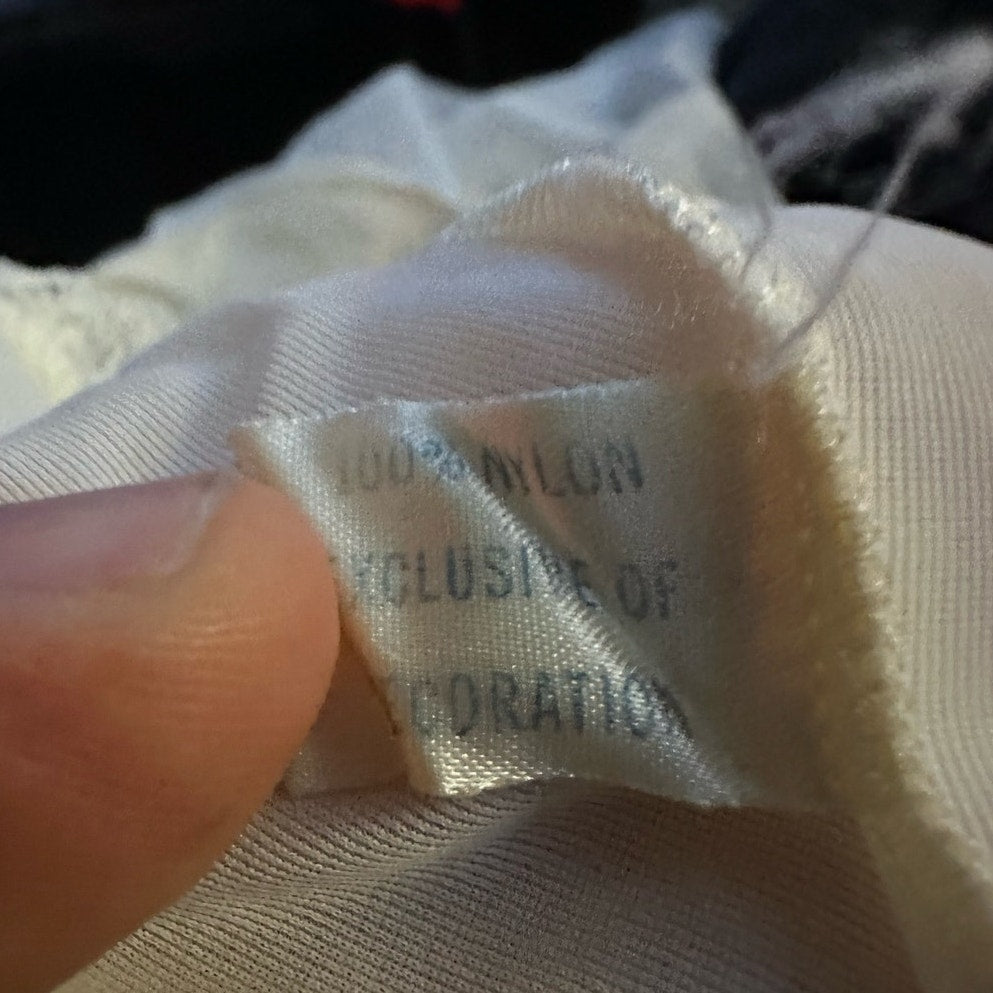 100% NYLON
EXCLUSIVE OF
DECORATION